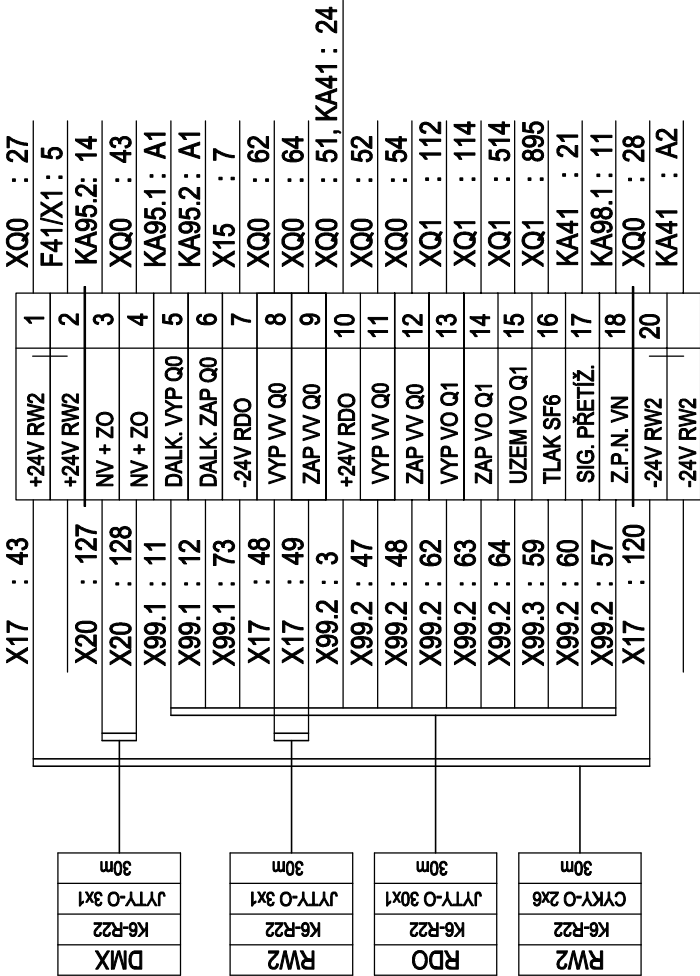 X17 : 43 +24V RW2 1 XQ0 : 27
+24V RW2 2 F41/X1 : 5
X20 : 127 NV + ZO 3 KA95.2: 14
X20 : 128 NV + ZO 4 XQ0 : 43
X99.1 : 11 DALK. VYP Q0 5 KA95.1 : A1
X99.1 : 12 DALK. ZAP Q0 6 KA95.2 : A1
X99.1 : 73 -24V RDO 7 X15 : 7
X17 : 48 VYP VV Q0 8 XQ0 : 62
X17 : 49 ZAP VV Q0 9 XQ0 : 64
X99.2 : 3 +24V RDO 10 XQ0 : 51, KA41 : 24
X99.2 : 47 VYP VV Q0 11 XQ0 : 52
X99.2 : 48 ZAP VV Q0 12 XQ0 : 54
X99.2 : 62 VYP VO Q1 13 XQ1 : 112
X99.2 : 63 ZAP VO Q1 14 XQ1 : 114
X99.2 : 64 UZEM VO Q1 15 XQ1 : 514
X99.3 : 59 TLAK SF6 16 XQ1 : 895
X99.2 : 60 SIG. PŘETÍŽ. 17 KA41 : 21
X99.2 : 57 Z.P.N. VN 18 KA98.1 : 11
X17 : 120 -24V RW2 20 XQ0 : 28
-24V RW2 KA41 : A2
DMX
K6-R22
JYTY-O 3x1
30m
RW2
K6-R22
JYTY-O 3x1
30m
RDO
K6-R22
JYTY-O 30x1
30m
RW2
K6-R22
CYKY-O 2x6
30m